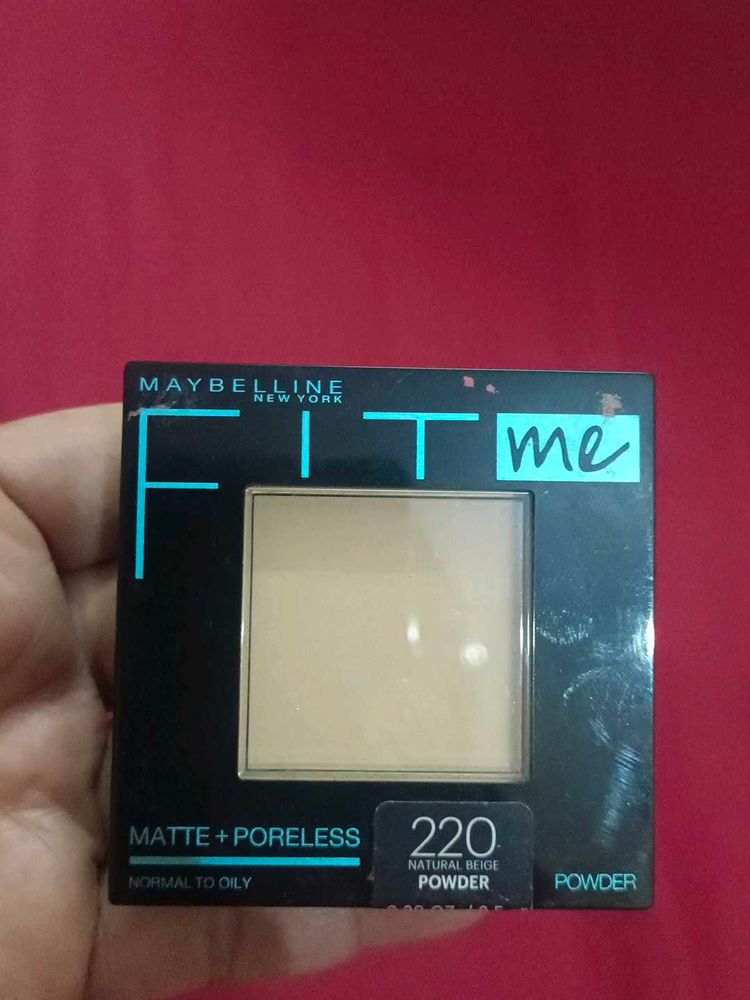 MAYBELLINE
NEW YORK
FIT me
MATTE + PORELESS
NORMAL TO OILY
220
NATURAL BEIGE
POWDER
POWDER